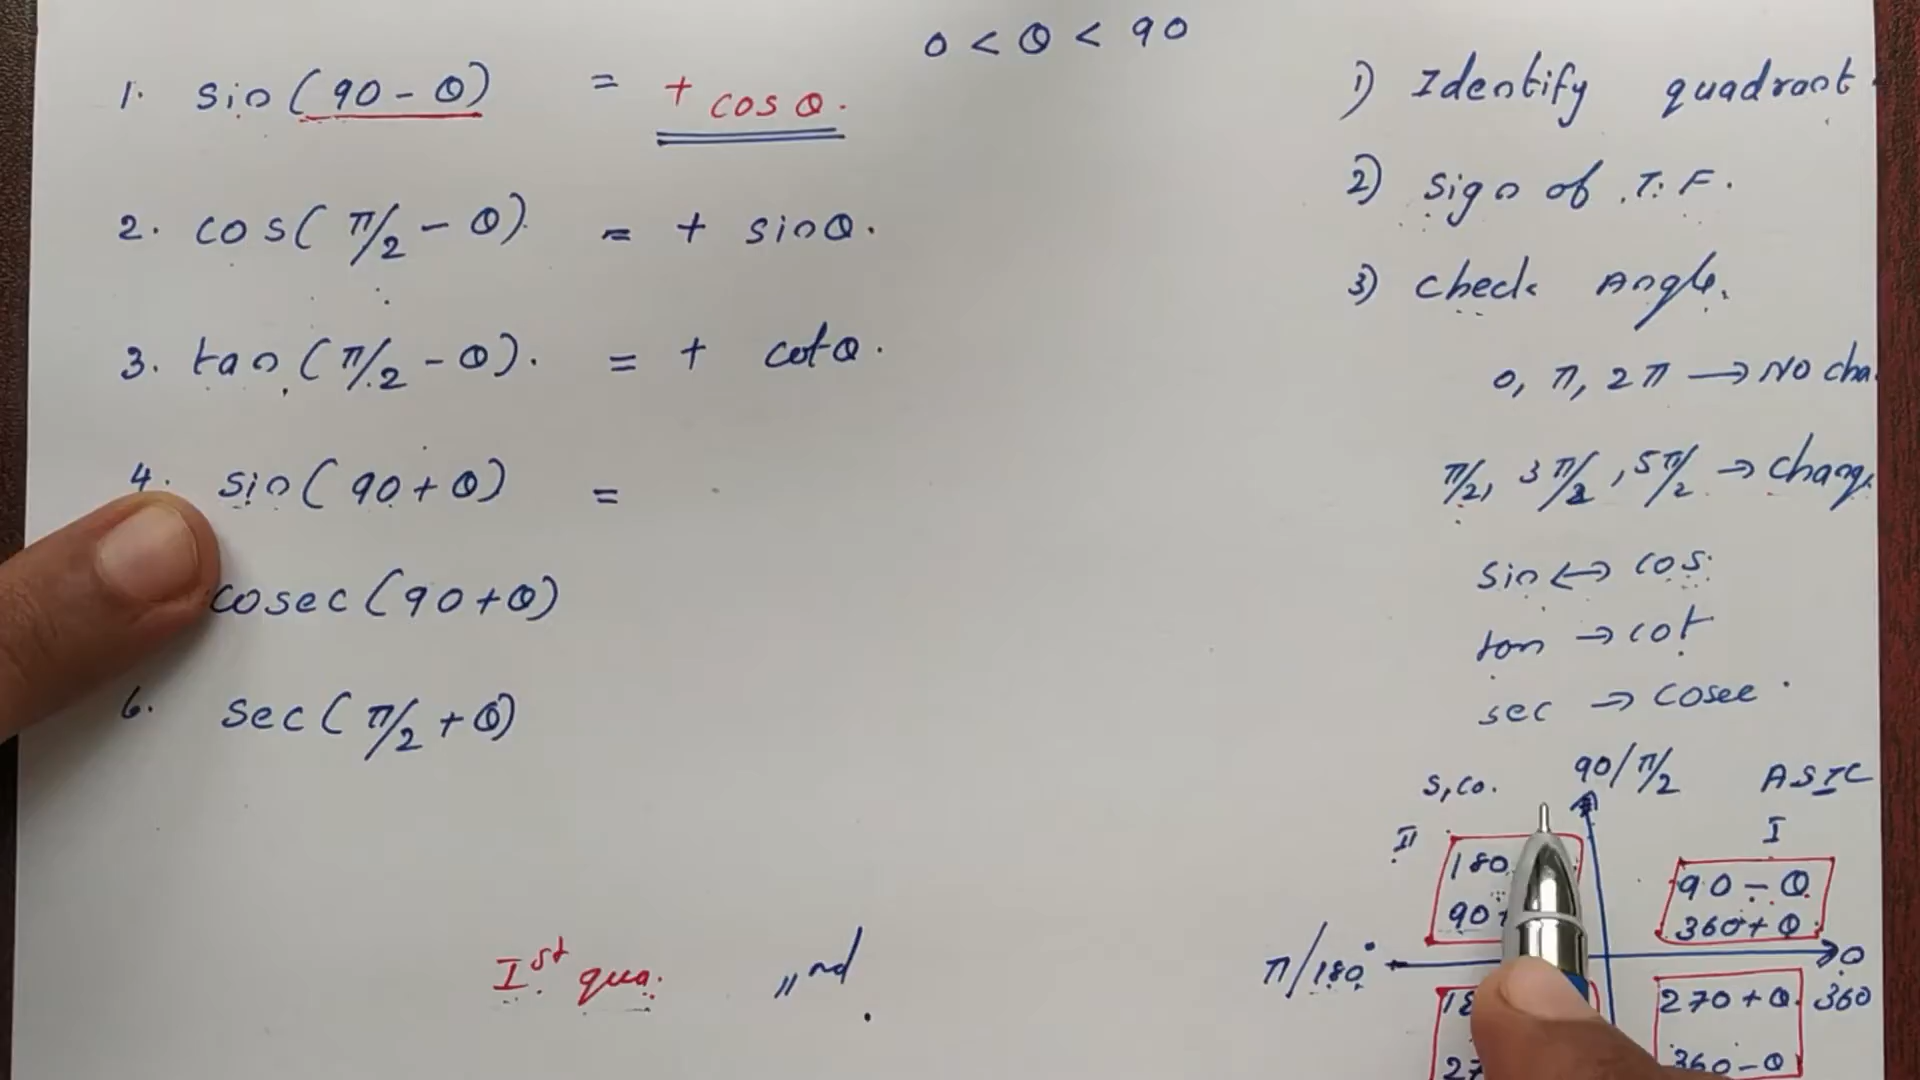 0 < θ < 90
1. sin(90 - θ) = + cos θ.
2. cos(π/2 - θ) = + sinθ.
3. tan(π/2 - θ). = + cotθ.
4. sin(90+θ) =
cosec(90+θ)
6. sec(π/2 + θ)
Ist qua. IInd
1) Identify quadrant
2) Sign of T.F.
3) Check Angle.
0, π, 2π → NO cha
π/2, 3π/2, 5π/2 → Change
sin ↔ cos
tan → cot
sec → cosec
S, Co. 90/π/2 ASTC
II I
180 90 - θ
90+ 360+θ
π/180° 0
18 270+θ 360
27 360-θ